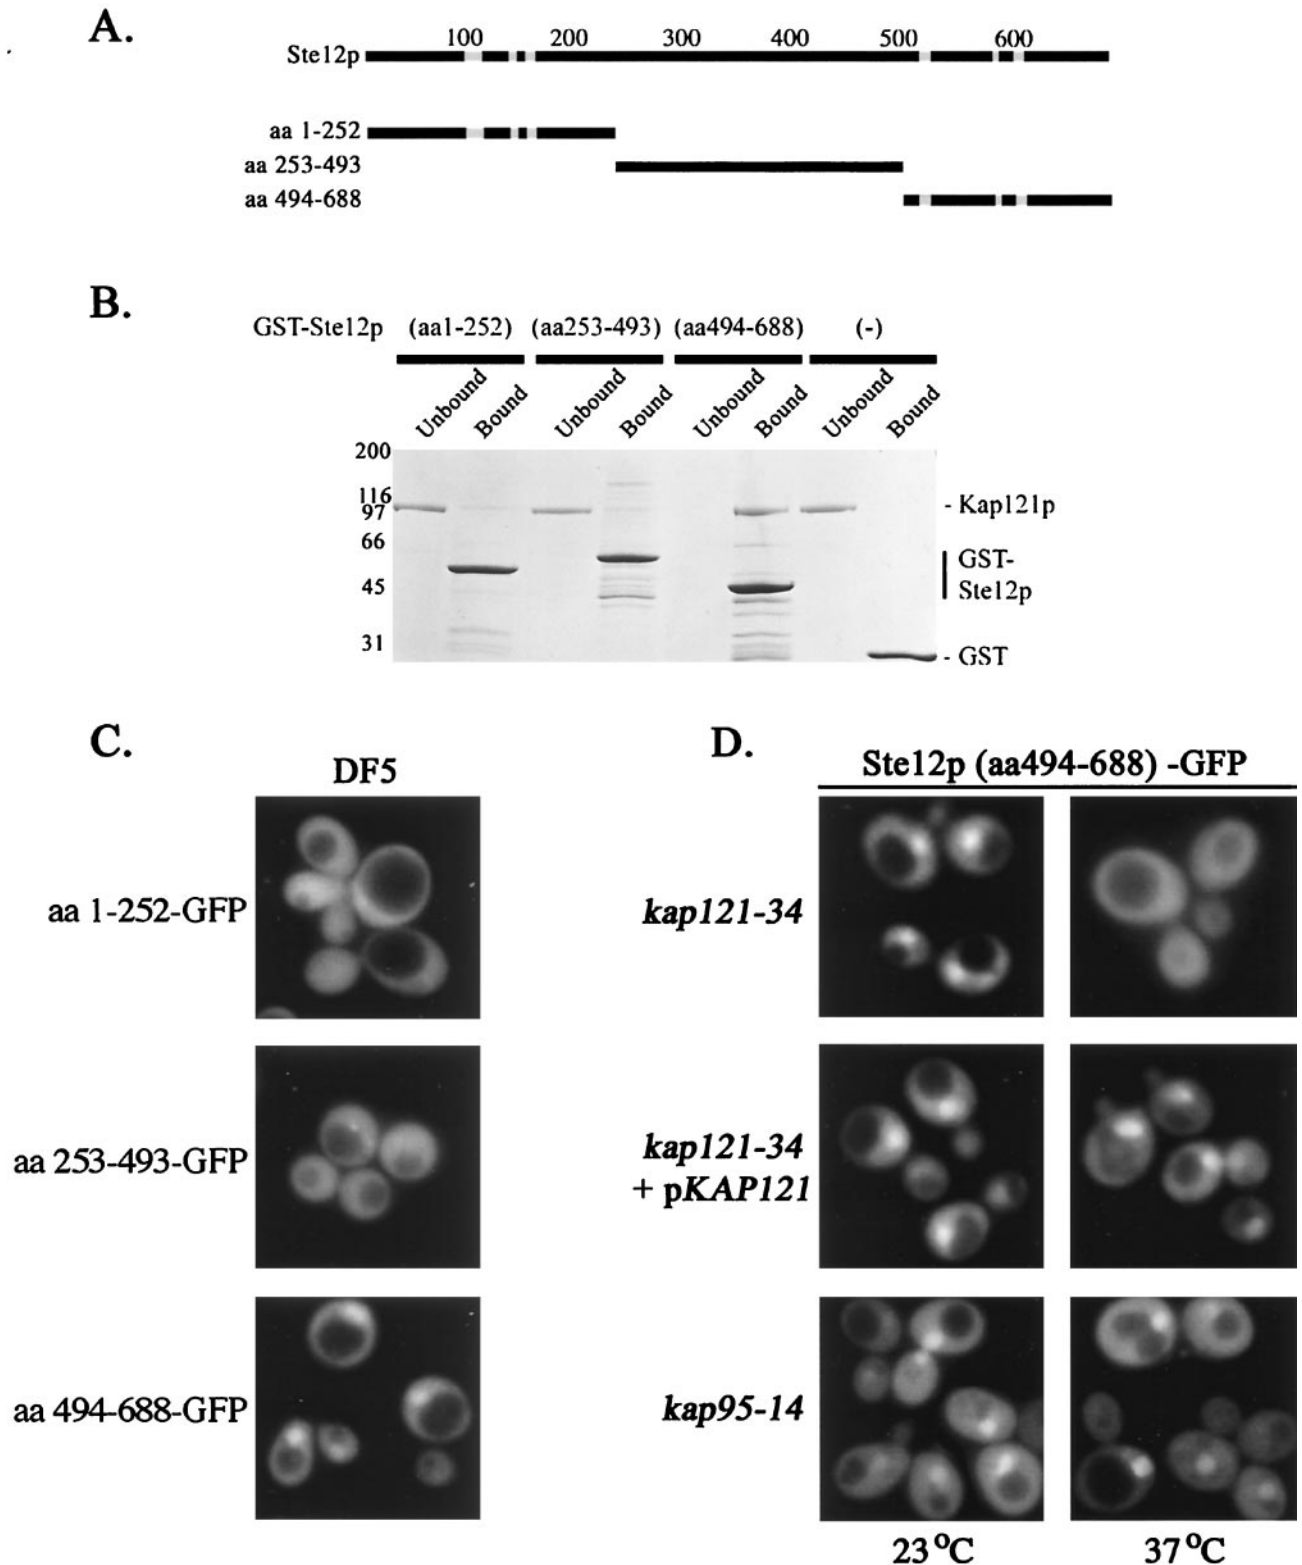 A.
100 200 300 400 500 600
Ste12p
aa 1-252
aa 253-493
aa 494-688
B.
GST-Ste12p (aa1-252) (aa253-493) (aa494-688) (-)
Unbound Bound Unbound Bound Unbound Bound Unbound Bound
200
116
97
66
45
31
- Kap121p
GST-
Ste12p
- GST
C.
DF5
aa 1-252-GFP
aa 253-493-GFP
aa 494-688-GFP
D.
Ste12p (aa494-688) -GFP
kap121-34
kap121-34
+ pKAP121
kap95-14
23 °C 37 °C